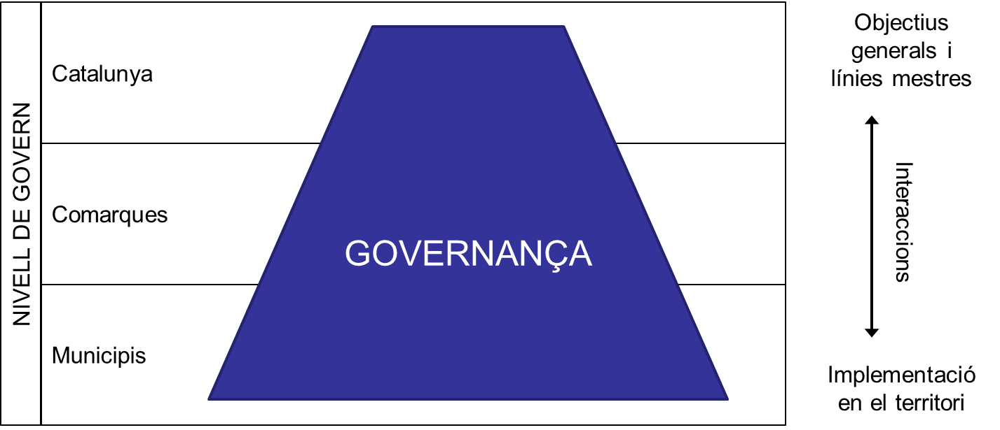 NIVELL DE GOVERN
Catalunya
Comarques
Municipis
GOVERNANÇA
Objectius
generals i
línies mestres
Interaccions
Implementació
en el territori